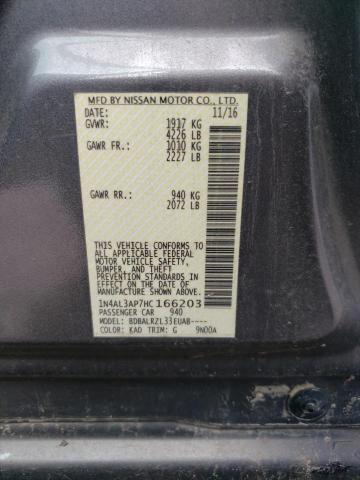 MFD BY NISSAN MOTOR CO., LTD.
DATE: 11/16
GVWR: 1917 KG
4226 LB
GAWR FR.: 1010 KG
2227 LB
GAWR RR.: 940 KG
2072 LB
THIS VEHICLE CONFORMS TO
ALL APPLICABLE FEDERAL
MOTOR VEHICLE SAFETY,
BUMPER, AND THEFT
PREVENTION STANDARDS IN
EFFECT ON THE DATE OF
MANUFACTURE SHOWN ABOVE.
1N4AL3AP7HC166203
PASSENGER CAR 940
MODEL: BDBALRZL33EUAB----
COLOR: KAD TRIM: G 9N00A